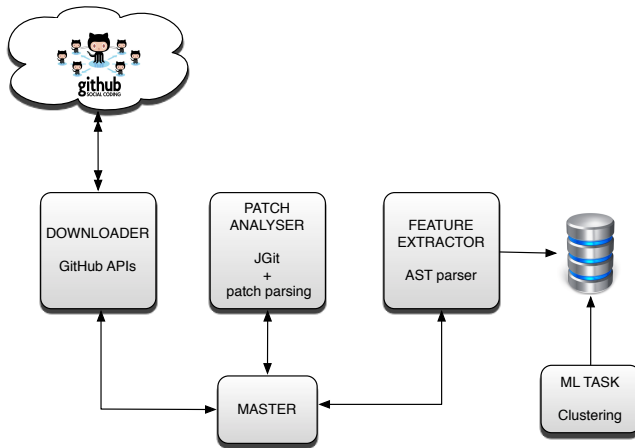 github
SOCIAL CODING
DOWNLOADER
GitHub APIs
PATCH
ANALYSER
JGit
+
patch parsing
FEATURE
EXTRACTOR
AST parser
MASTER
ML TASK
Clustering